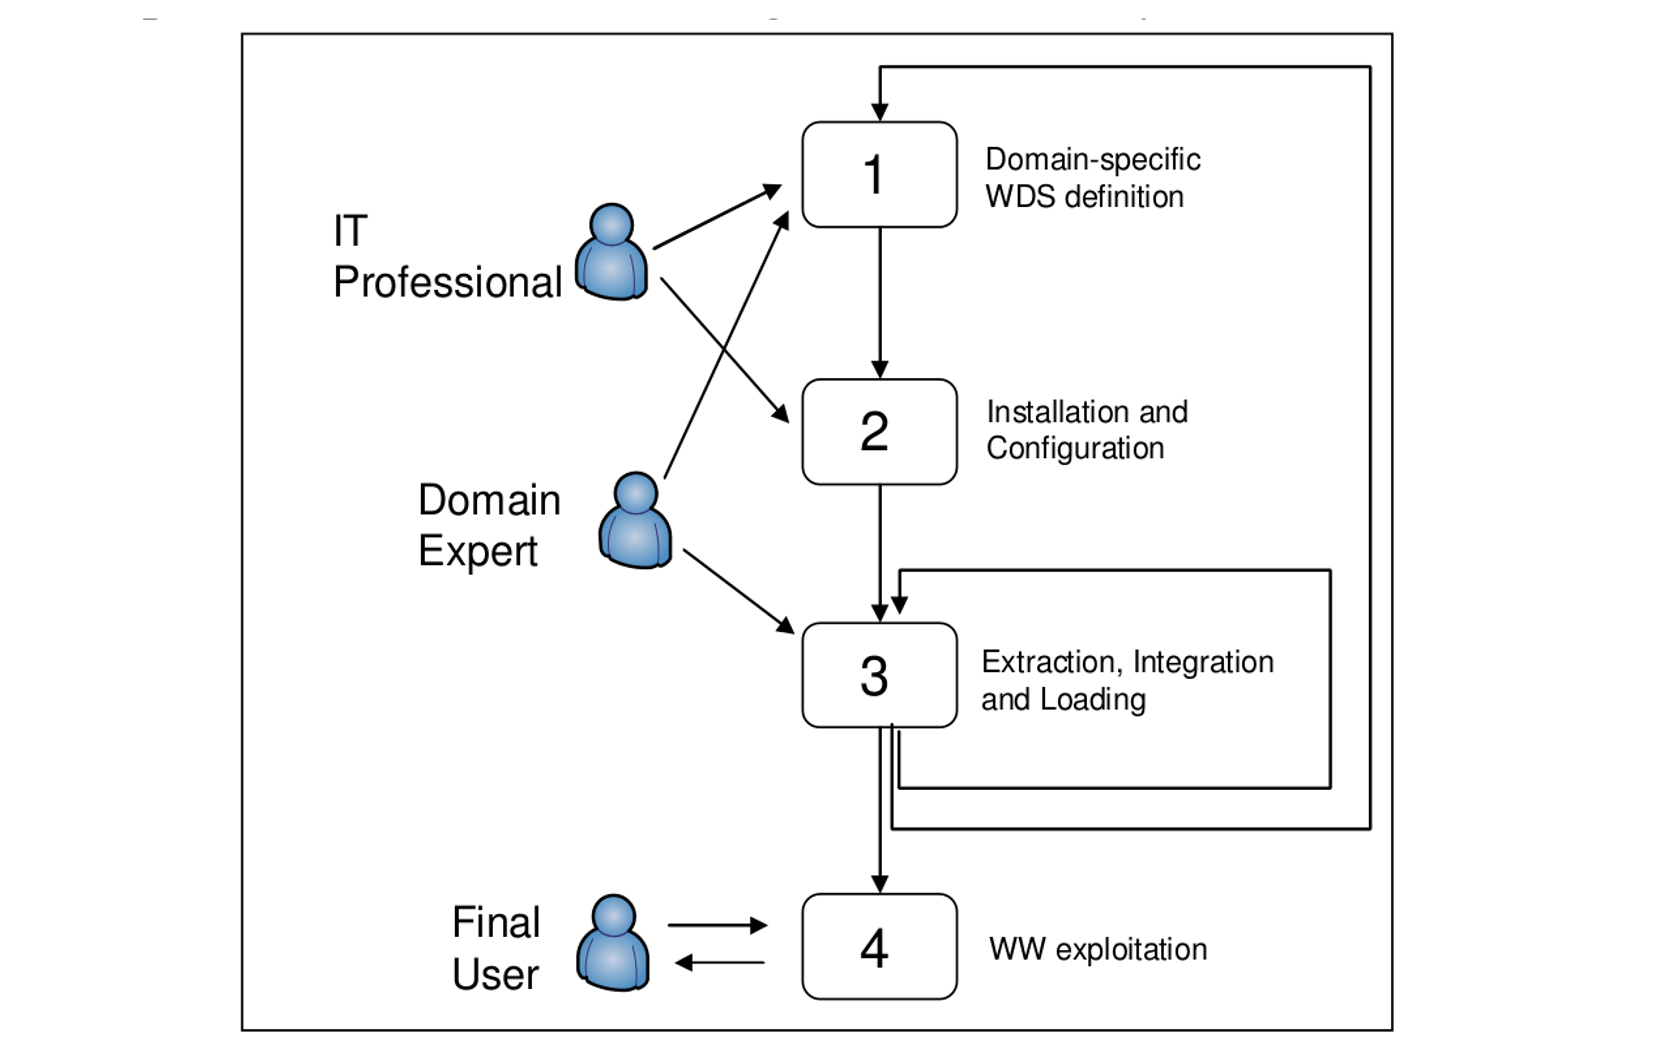 1
Domain-specific
WDS definition
IT
Professional
2
Installation and
Configuration
Domain
Expert
3
Extraction, Integration
and Loading
Final
User
4
WW exploitation